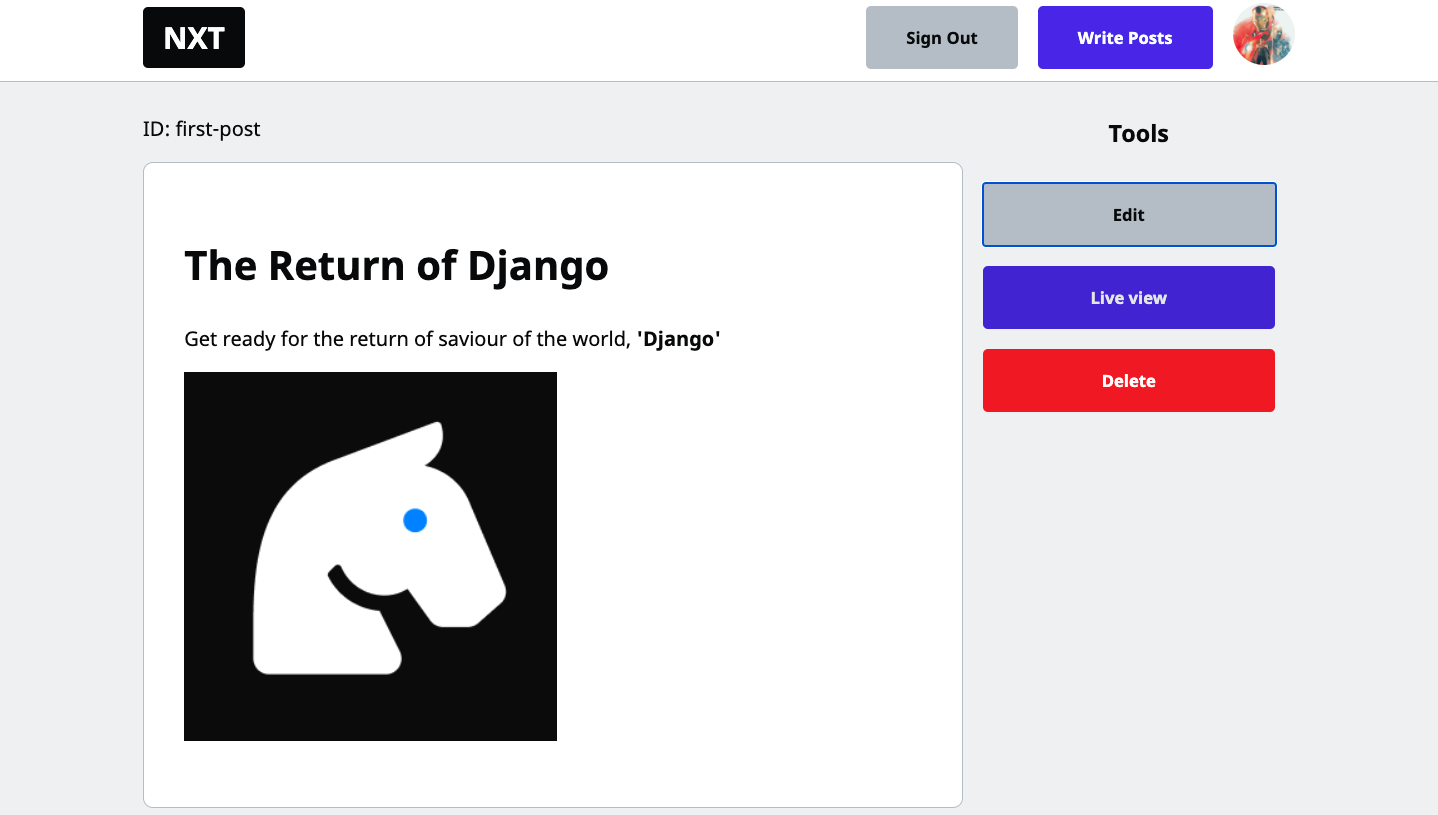 NXT
Sign Out
Write Posts
ID: first-post
Tools
Edit
Live view
Delete
The Return of Django
Get ready for the return of saviour of the world, 'Django'